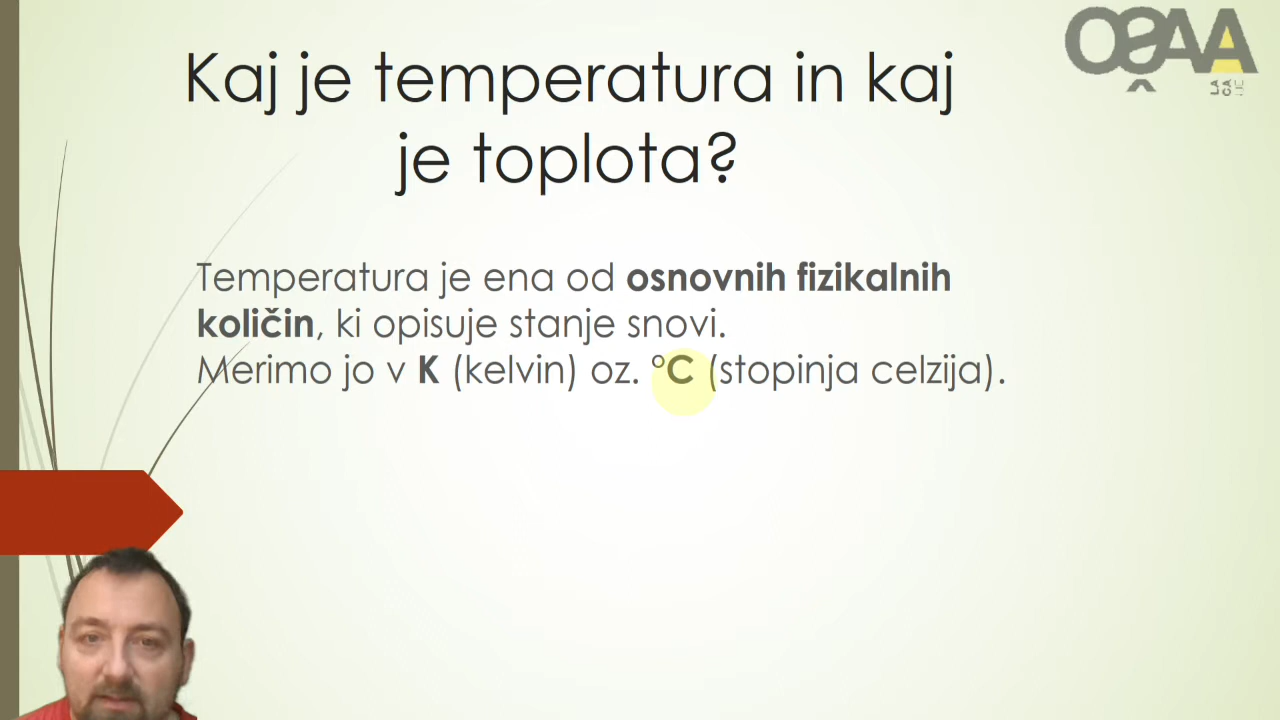 Kaj je temperatura in kaj
je toplota?
Temperatura je ena od osnovnih fizikalnih
količin, ki opisuje stanje snovi.
Merimo jo v K (kelvin) oz. °C (stopinja celzija).